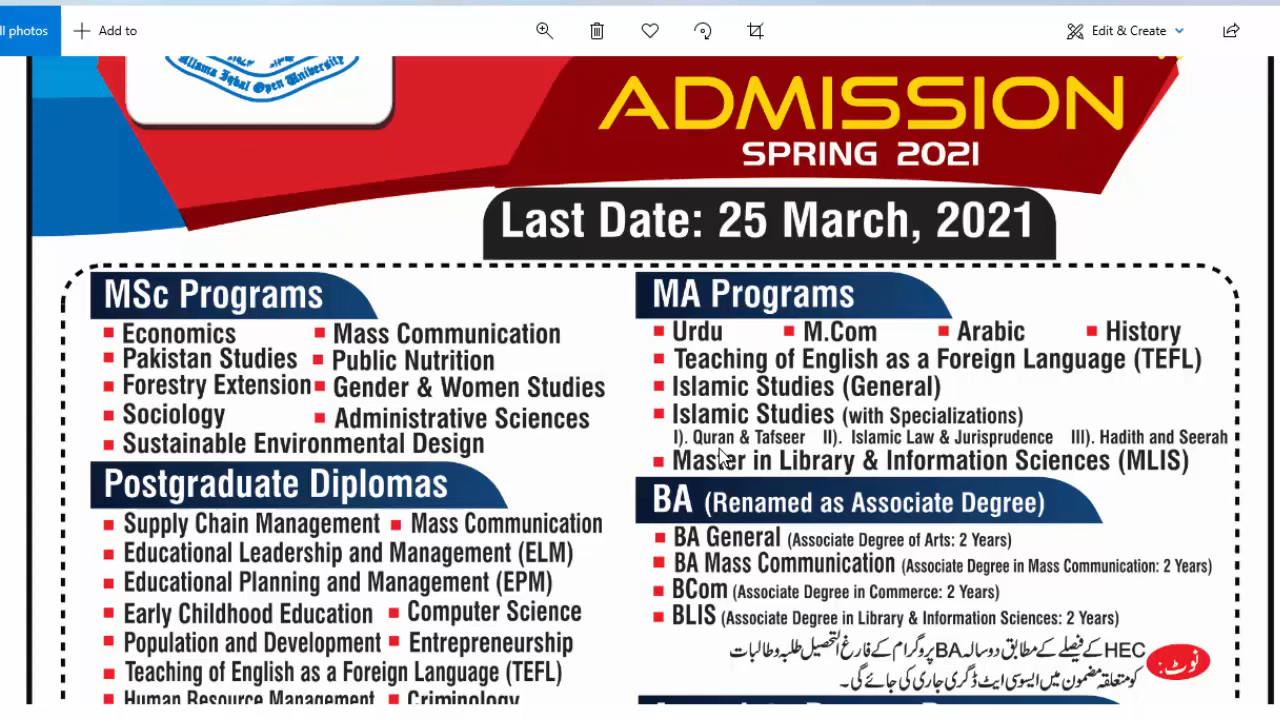 ll photos
Add to
Edit & Create
Allama Iqbal Open University
ADMISSION
SPRING 2021
Last Date: 25 March, 2021
MSc Programs
Economics
Mass Communication
Pakistan Studies
Public Nutrition
Forestry Extension
Gender & Women Studies
Sociology
Administrative Sciences
Sustainable Environmental Design
Postgraduate Diplomas
Supply Chain Management
Mass Communication
Educational Leadership and Management (ELM)
Educational Planning and Management (EPM)
Early Childhood Education
Computer Science
Population and Development
Entrepreneurship
Teaching of English as a Foreign Language (TEFL)
Human Resource Management
Criminology
MA Programs
Urdu M.Com Arabic History
Teaching of English as a Foreign Language (TEFL)
Islamic Studies (General)
Islamic Studies (with Specializations)
I). Quran & Tafseer II). Islamic Law & Jurisprudence III). Hadith and Seerah
Master in Library & Information Sciences (MLIS)
BA (Renamed as Associate Degree)
BA General (Associate Degree of Arts: 2 Years)
BA Mass Communication (Associate Degree in Mass Communication: 2 Years)
BCom (Associate Degree in Commerce: 2 Years)
BLIS (Associate Degree in Library & Information Sciences: 2 Years)
نوٹ:
HEC کے فیصلے کے مطابق دو سالہ BA پروگرام کے فارغ التحصیل طلبہ و طالبات
کو متعلقہ مضمون میں ایسوسی ایٹ ڈگری جاری کی جائے گی۔